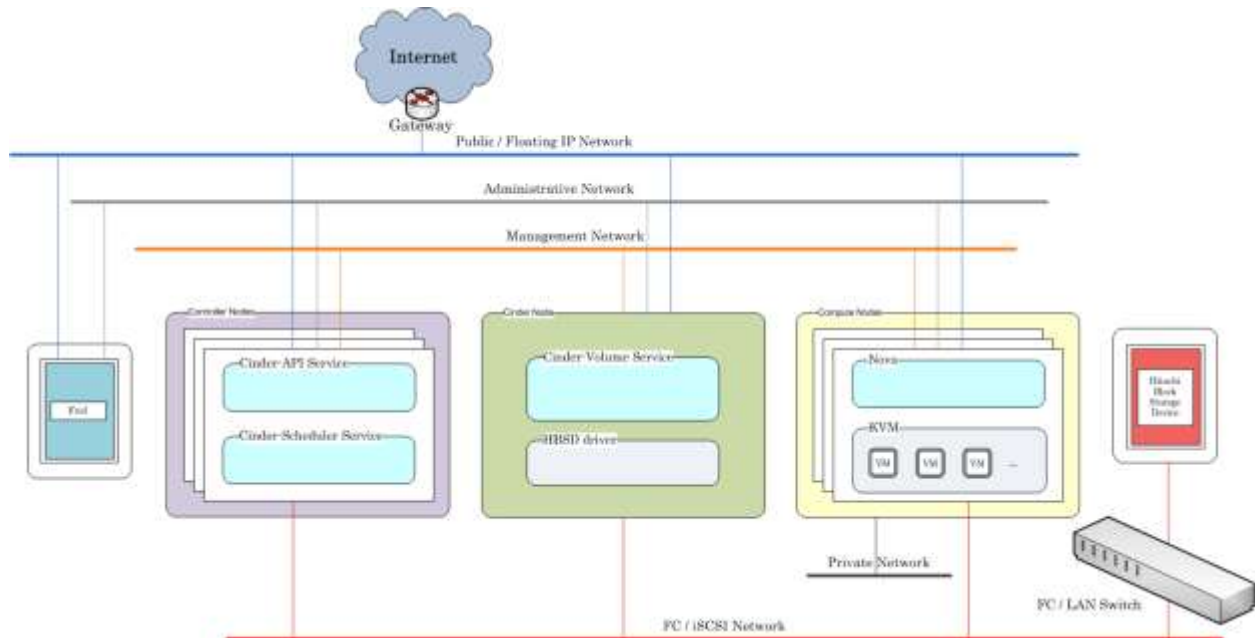 Internet
Gateway
Public / Floating IP Network
Administrative Network
Management Network
Controller Nodes
Cinder Node
Compute Nodes
Cinder API Service
Cinder Volume Service
Nova
Fuel
Hitachi
Block
Storage
Device
Cinder Scheduler Service
HBSD driver
KVM
VM
VM
VM
...
Private Network
FC / LAN Switch
FC / iSCSI Network